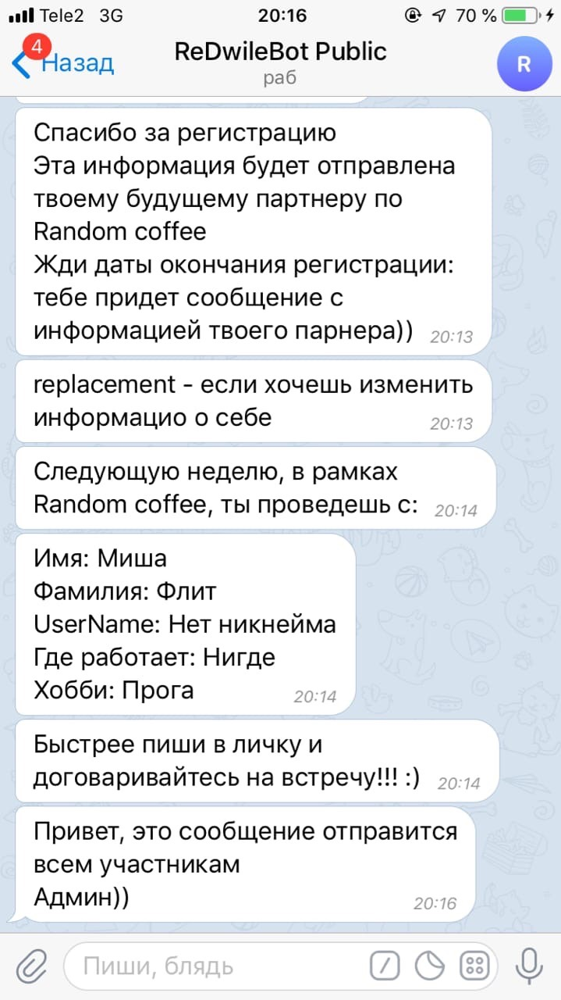 Tele2 3G 20:16 70 %
4
Назад
ReDwileBot Public
раб
R
Спасибо за регистрацию
Эта информация будет отправлена
твоему будущему партнеру по
Random coffee
Жди даты окончания регистрации:
тебе придет сообщение с
информацией твоего парнера)) 20:13
replacement - если хочешь изменить
информацио о себе 20:13
Следующую неделю, в рамках
Random coffee, ты проведешь с: 20:14
Имя: Миша
Фамилия: Флит
UserName: Нет никнейма
Где работает: Нигде
Хобби: Прога 20:14
Быстрее пиши в личку и
договаривайтесь на встречу!!! :) 20:14
Привет, это сообщение отправится
всем участникам
Админ)) 20:16
Пиши, блядь